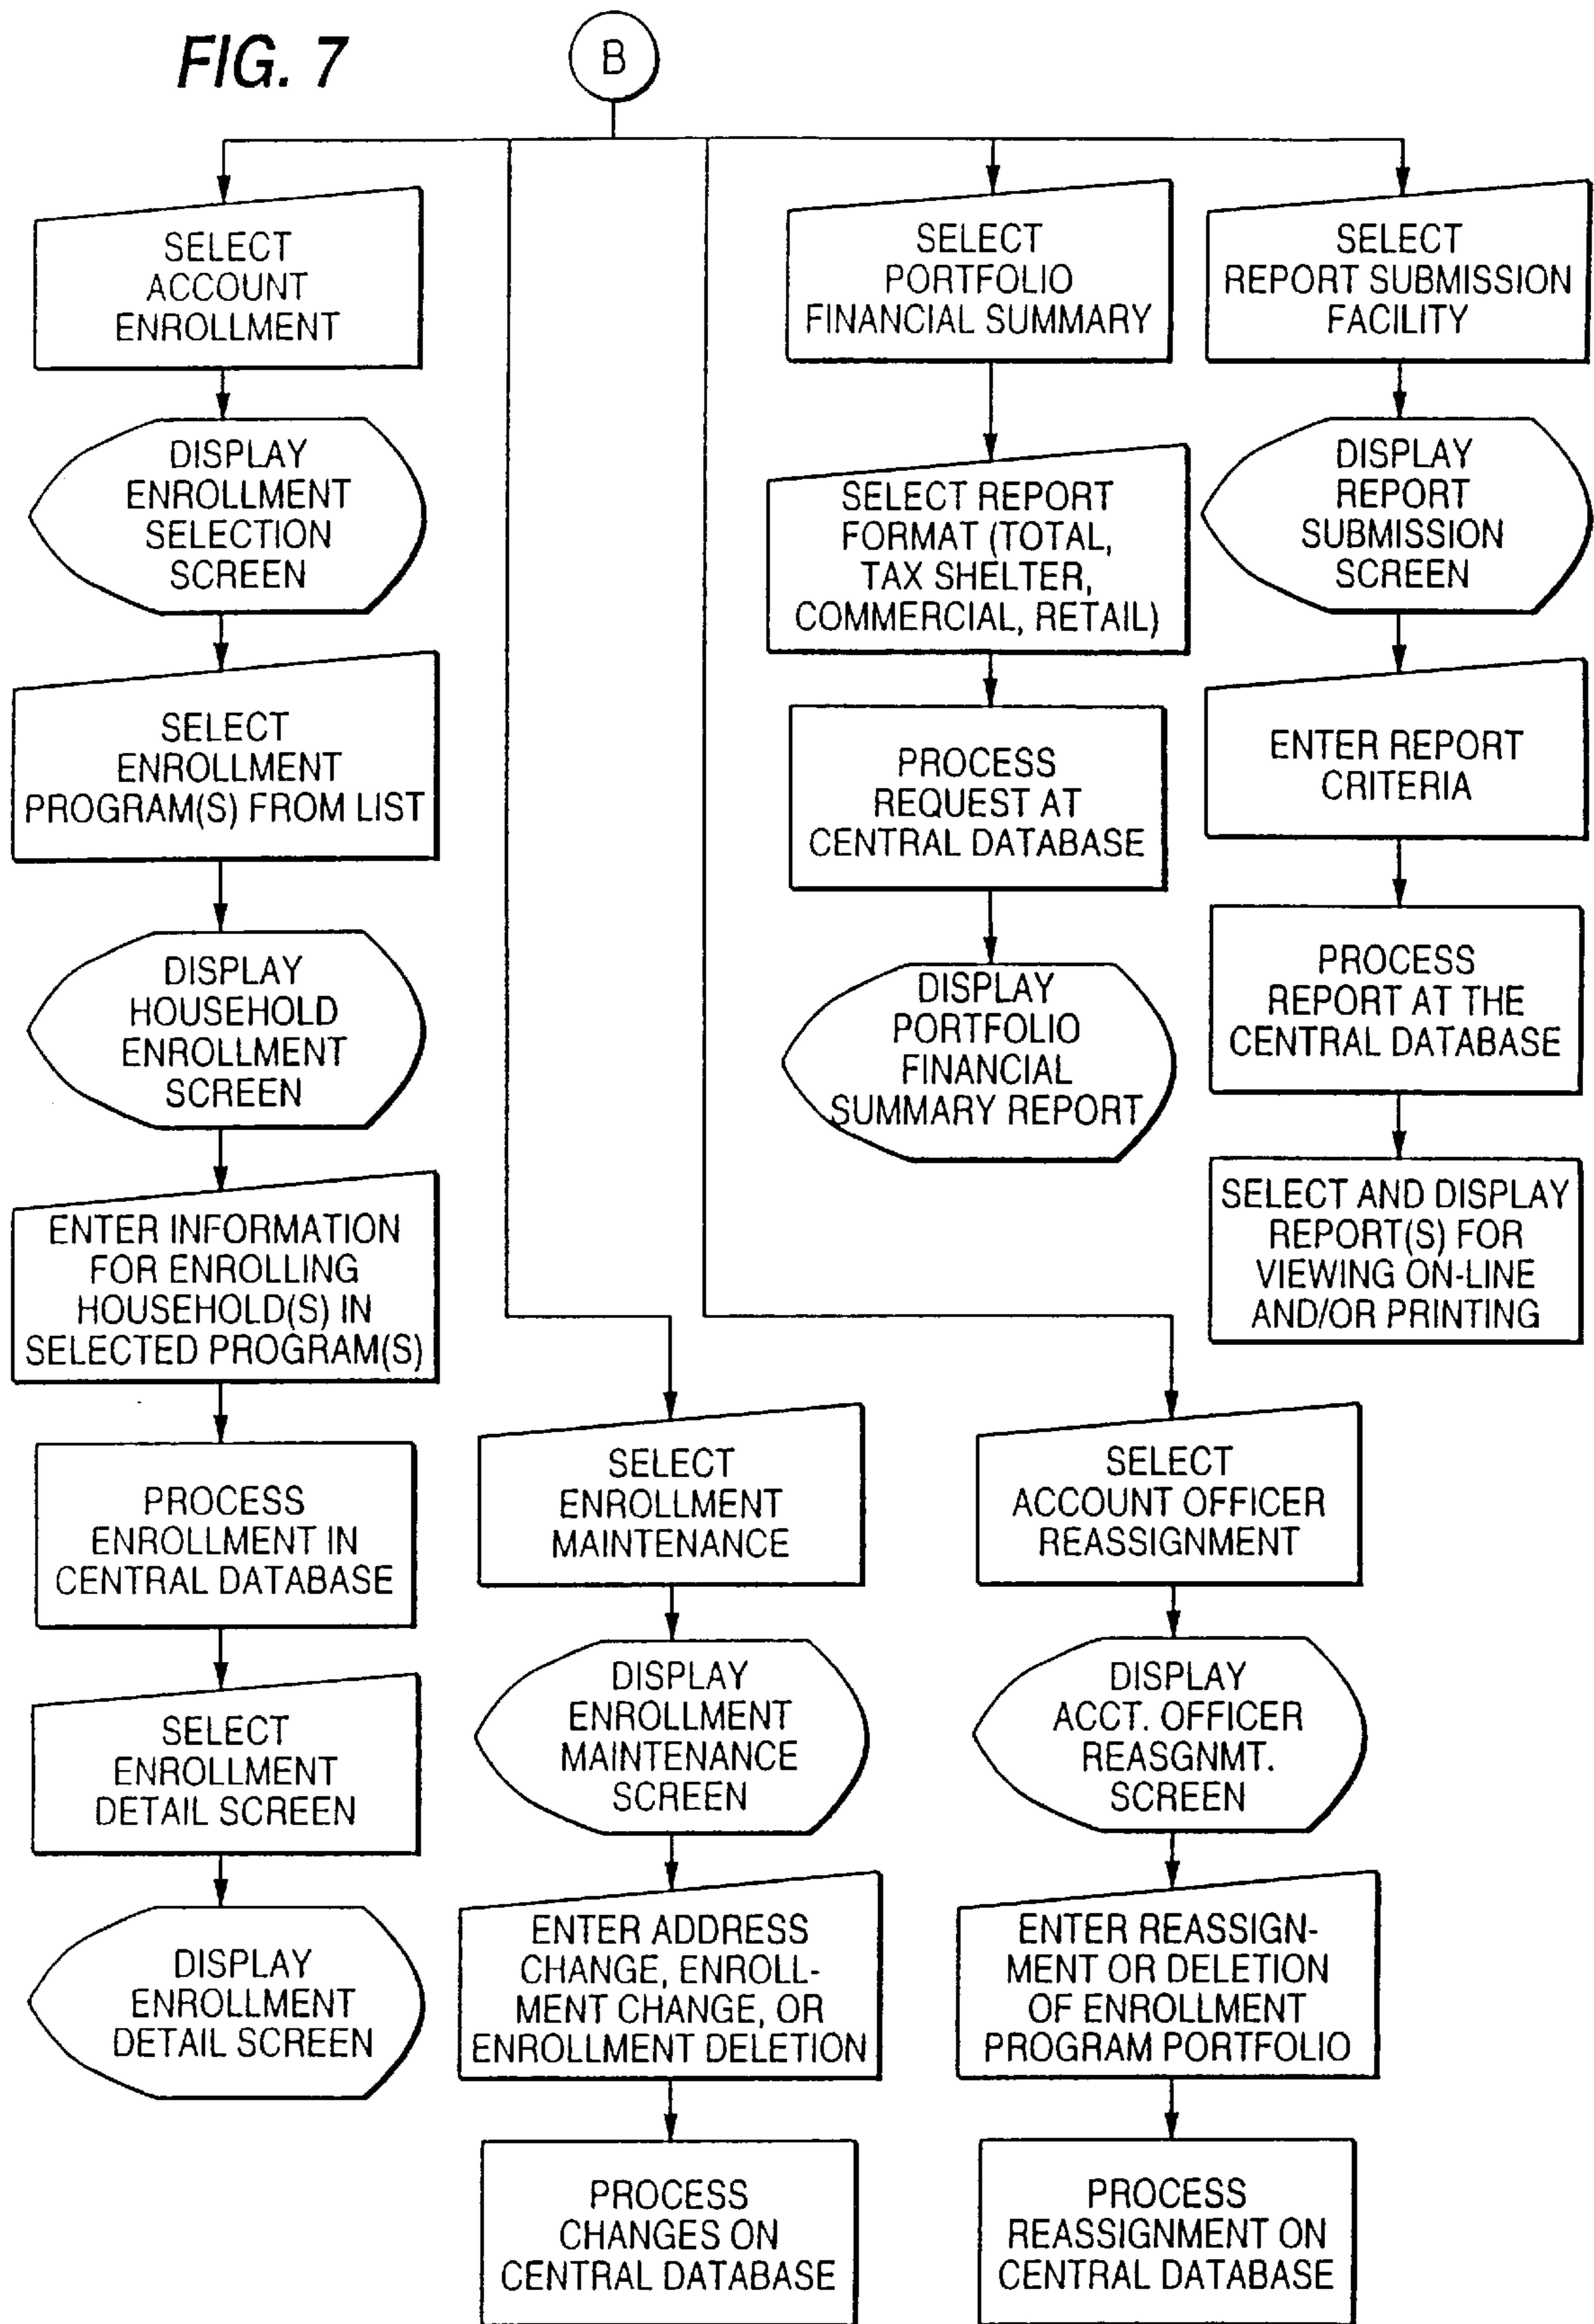 FIG. 7
B
SELECT
ACCOUNT
ENROLLMENT
DISPLAY
ENROLLMENT
SELECTION
SCREEN
SELECT
ENROLLMENT
PROGRAM(S) FROM LIST
DISPLAY
HOUSEHOLD
ENROLLMENT
SCREEN
ENTER INFORMATION
FOR ENROLLING
HOUSEHOLD(S) IN
SELECTED PROGRAM(S)
PROCESS
ENROLLMENT IN
CENTRAL DATABASE
SELECT
ENROLLMENT
DETAIL SCREEN
DISPLAY
ENROLLMENT
DETAIL SCREEN
SELECT
ENROLLMENT
MAINTENANCE
DISPLAY
ENROLLMENT
MAINTENANCE
SCREEN
ENTER ADDRESS
CHANGE, ENROLL-
MENT CHANGE, OR
ENROLLMENT DELETION
PROCESS
CHANGES ON
CENTRAL DATABASE
SELECT
ACCOUNT OFFICER
REASSIGNMENT
DISPLAY
ACCT. OFFICER
REASGNMT.
SCREEN
ENTER REASSIGN-
MENT OR DELETION
OF ENROLLMENT
PROGRAM PORTFOLIO
PROCESS
REASSIGNMENT ON
CENTRAL DATABASE
SELECT
PORTFOLIO
FINANCIAL SUMMARY
SELECT REPORT
FORMAT (TOTAL,
TAX SHELTER,
COMMERCIAL, RETAIL)
PROCESS
REQUEST AT
CENTRAL DATABASE
DISPLAY
PORTFOLIO
FINANCIAL
SUMMARY REPORT
SELECT
REPORT SUBMISSION
FACILITY
DISPLAY
REPORT
SUBMISSION
SCREEN
ENTER REPORT
CRITERIA
PROCESS
REPORT AT THE
CENTRAL DATABASE
SELECT AND DISPLAY
REPORT(S) FOR
VIEWING ON-LINE
AND/OR PRINTING